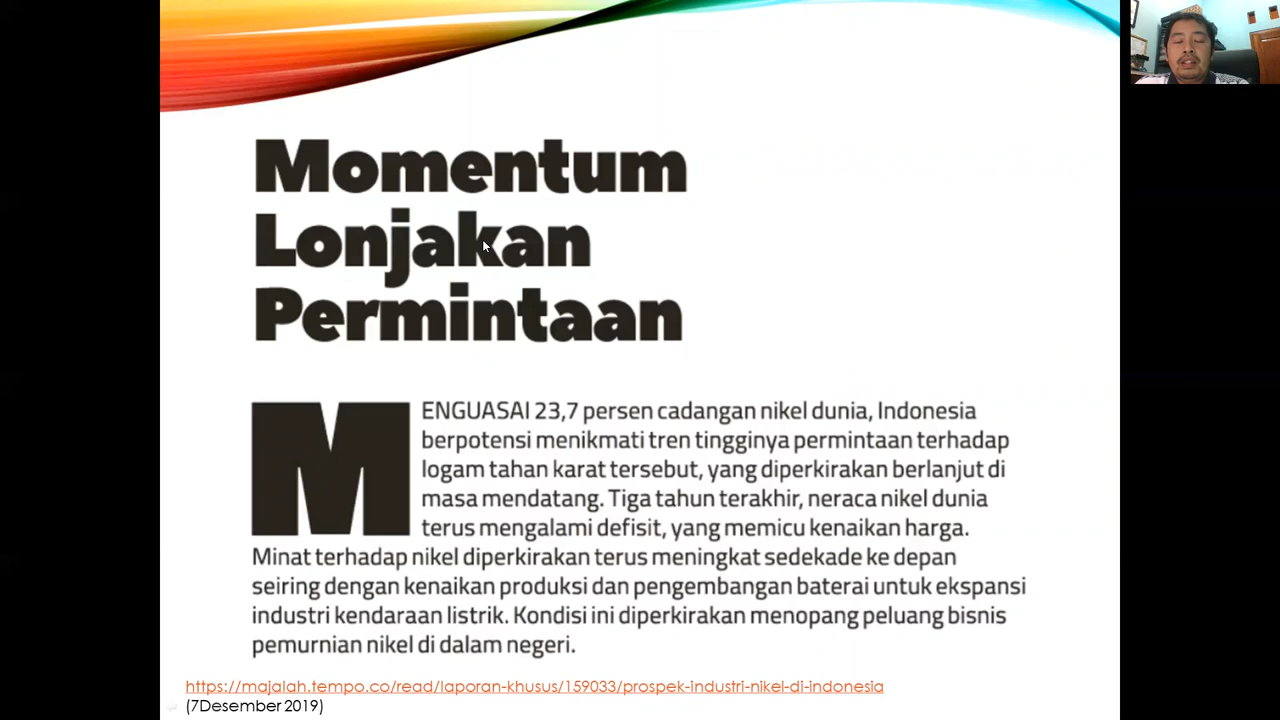 Momentum
Lonjakan
Permintaan
MENGUASAI 23,7 persen cadangan nikel dunia, Indonesia
berpotensi menikmati tren tingginya permintaan terhadap
logam tahan karat tersebut, yang diperkirakan berlanjut di
masa mendatang. Tiga tahun terakhir, neraca nikel dunia
terus mengalami defisit, yang memicu kenaikan harga.
Minat terhadap nikel diperkirakan terus meningkat sedekade ke depan
seiring dengan kenaikan produksi dan pengembangan baterai untuk ekspansi
industri kendaraan listrik. Kondisi ini diperkirakan menopang peluang bisnis
pemurnian nikel di dalam negeri.
https://majalah.tempo.co/read/laporan-khusus/159033/prospek-industri-nikel-di-indonesia
(7Desember 2019)